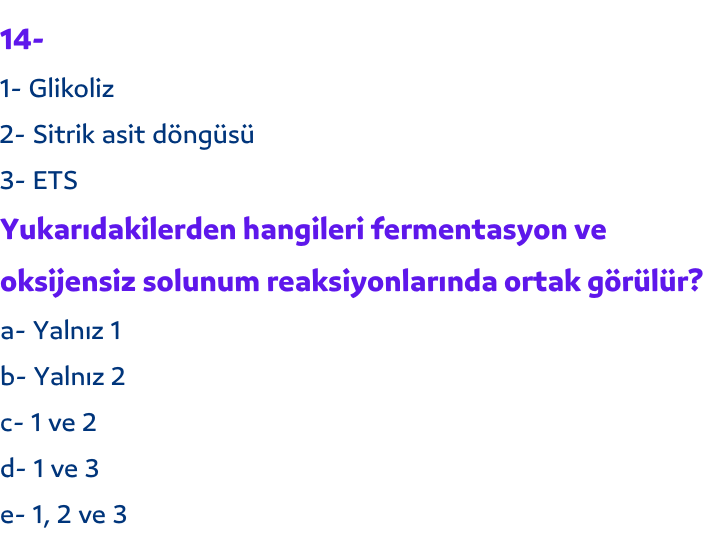 14-
1- Glikoliz
2- Sitrik asit döngüsü
3- ETS
Yukarıdakilerden hangileri fermentasyon ve
oksijensiz solunum reaksiyonlarında ortak görülür?
a- Yalnız 1
b- Yalnız 2
c- 1 ve 2
d- 1 ve 3
e- 1, 2 ve 3